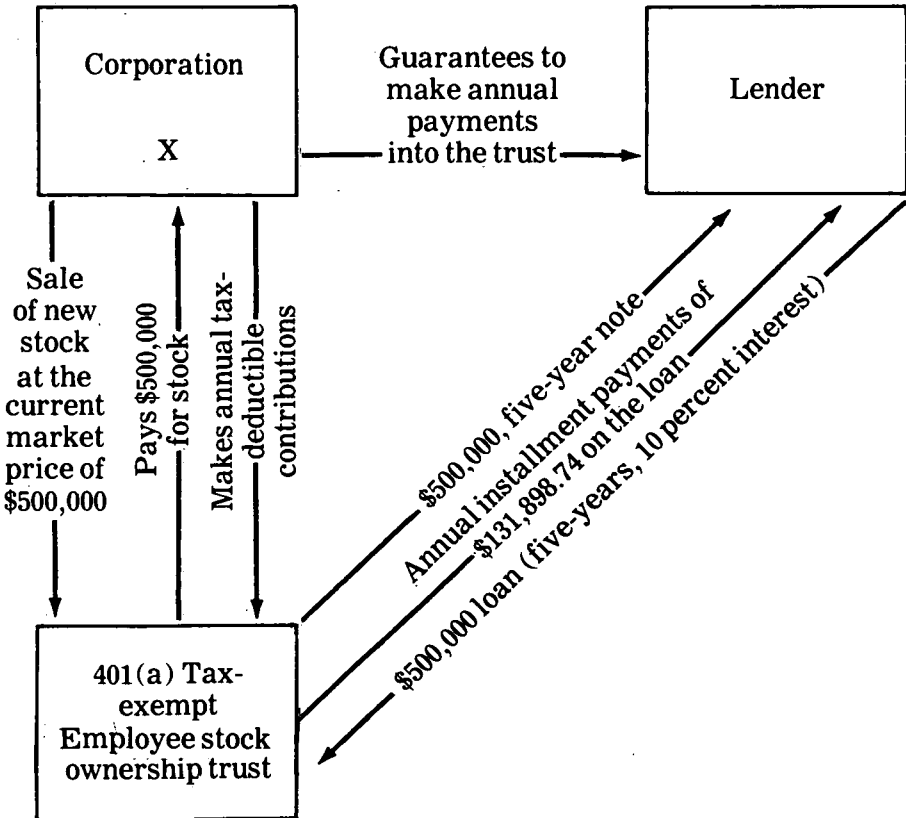 Corporation
X
Guarantees to
make annual
payments
into the trust
Lender
Sale
of new
stock
at the
current
market
price of
$500,000
Pays $500,000
for stock
Makes annual tax-
deductible
contributions
$500,000, five-year note
Annual installment payments of
$131,898.74 on the loan
$500,000 loan (five-years, 10 percent interest)
401(a) Tax-
exempt
Employee stock
ownership trust